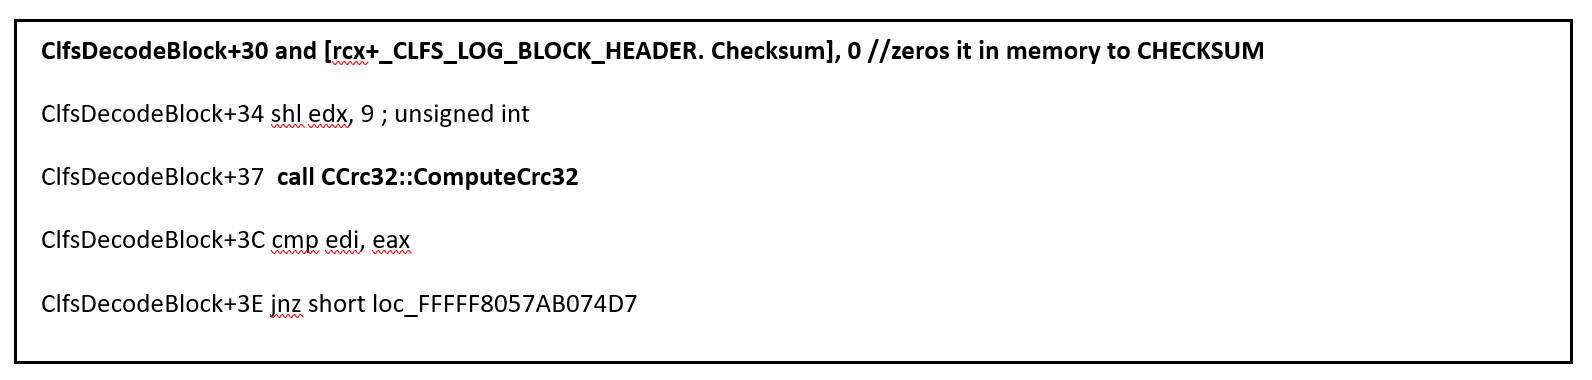 ClfsDecodeBlock+30 and [rcx+_CLFS_LOG_BLOCK_HEADER. Checksum], 0 //zeros it in memory to CHECKSUM
ClfsDecodeBlock+34 shl edx, 9 ; unsigned int
ClfsDecodeBlock+37 call CCrc32::ComputeCrc32
ClfsDecodeBlock+3C cmp edi, eax
ClfsDecodeBlock+3E jnz short loc_FFFFF8057AB074D7